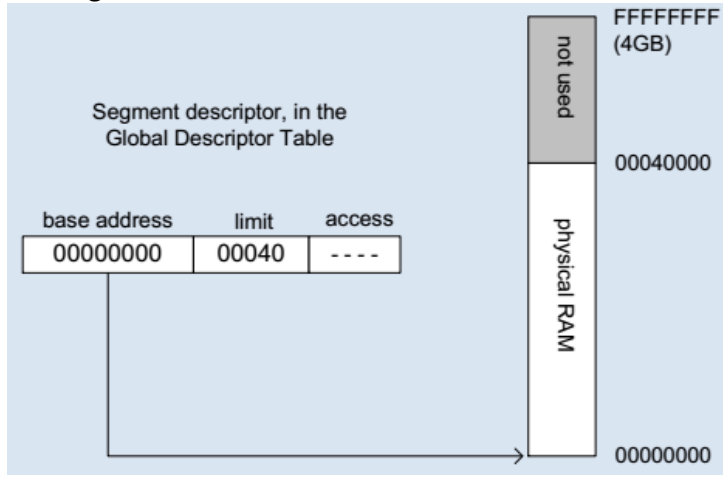 FFFFFFFF
(4GB)
not used
Segment descriptor, in the
Global Descriptor Table
00040000
base address limit access
00000000 00040 ----
physical RAM
00000000